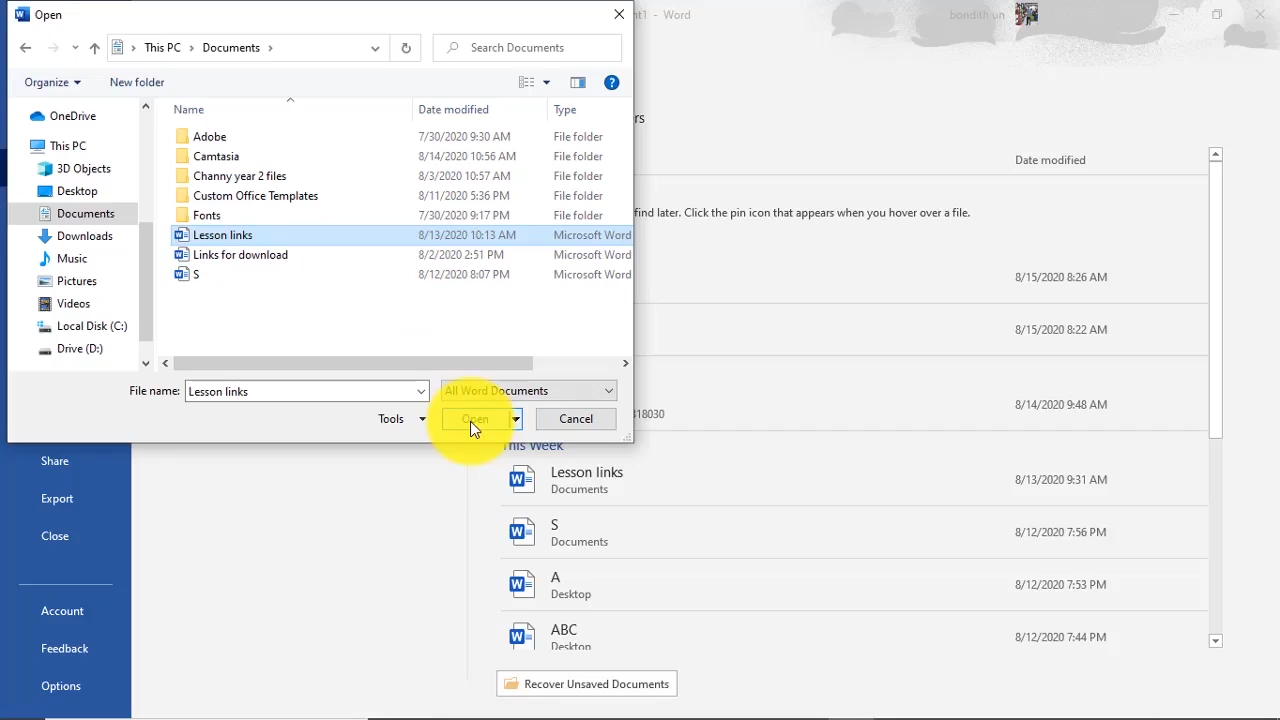 Open
nt1 - Word
bondith un
This PC
Documents
Search Documents
Organize
New folder
Name
Date modified
Type
OneDrive
This PC
3D Objects
Desktop
Documents
Downloads
Music
Pictures
Videos
Local Disk (C:)
Drive (D:)
Adobe 7/30/2020 9:30 AM File folder
Camtasia 8/14/2020 10:56 AM File folder
Channy year 2 files 8/3/2020 10:57 AM File folder
Custom Office Templates 8/11/2020 5:36 PM File folder
Fonts 7/30/2020 9:17 PM File folder
Lesson links 8/13/2020 10:13 AM Microsoft Word
Links for download 8/2/2020 2:51 PM Microsoft Word
S 8/12/2020 8:07 PM Microsoft Word
File name: Lesson links
All Word Documents
Tools
Open
Cancel
rs
Date modified
find later. Click the pin icon that appears when you hover over a file.
8/15/2020 8:26 AM
8/15/2020 8:22 AM
318030
8/14/2020 9:48 AM
This Week
Lesson links
Documents
8/13/2020 9:31 AM
S
Documents
8/12/2020 7:56 PM
A
Desktop
8/12/2020 7:53 PM
ABC
Desktop
8/12/2020 7:44 PM
Recover Unsaved Documents
Share
Export
Close
Account
Feedback
Options